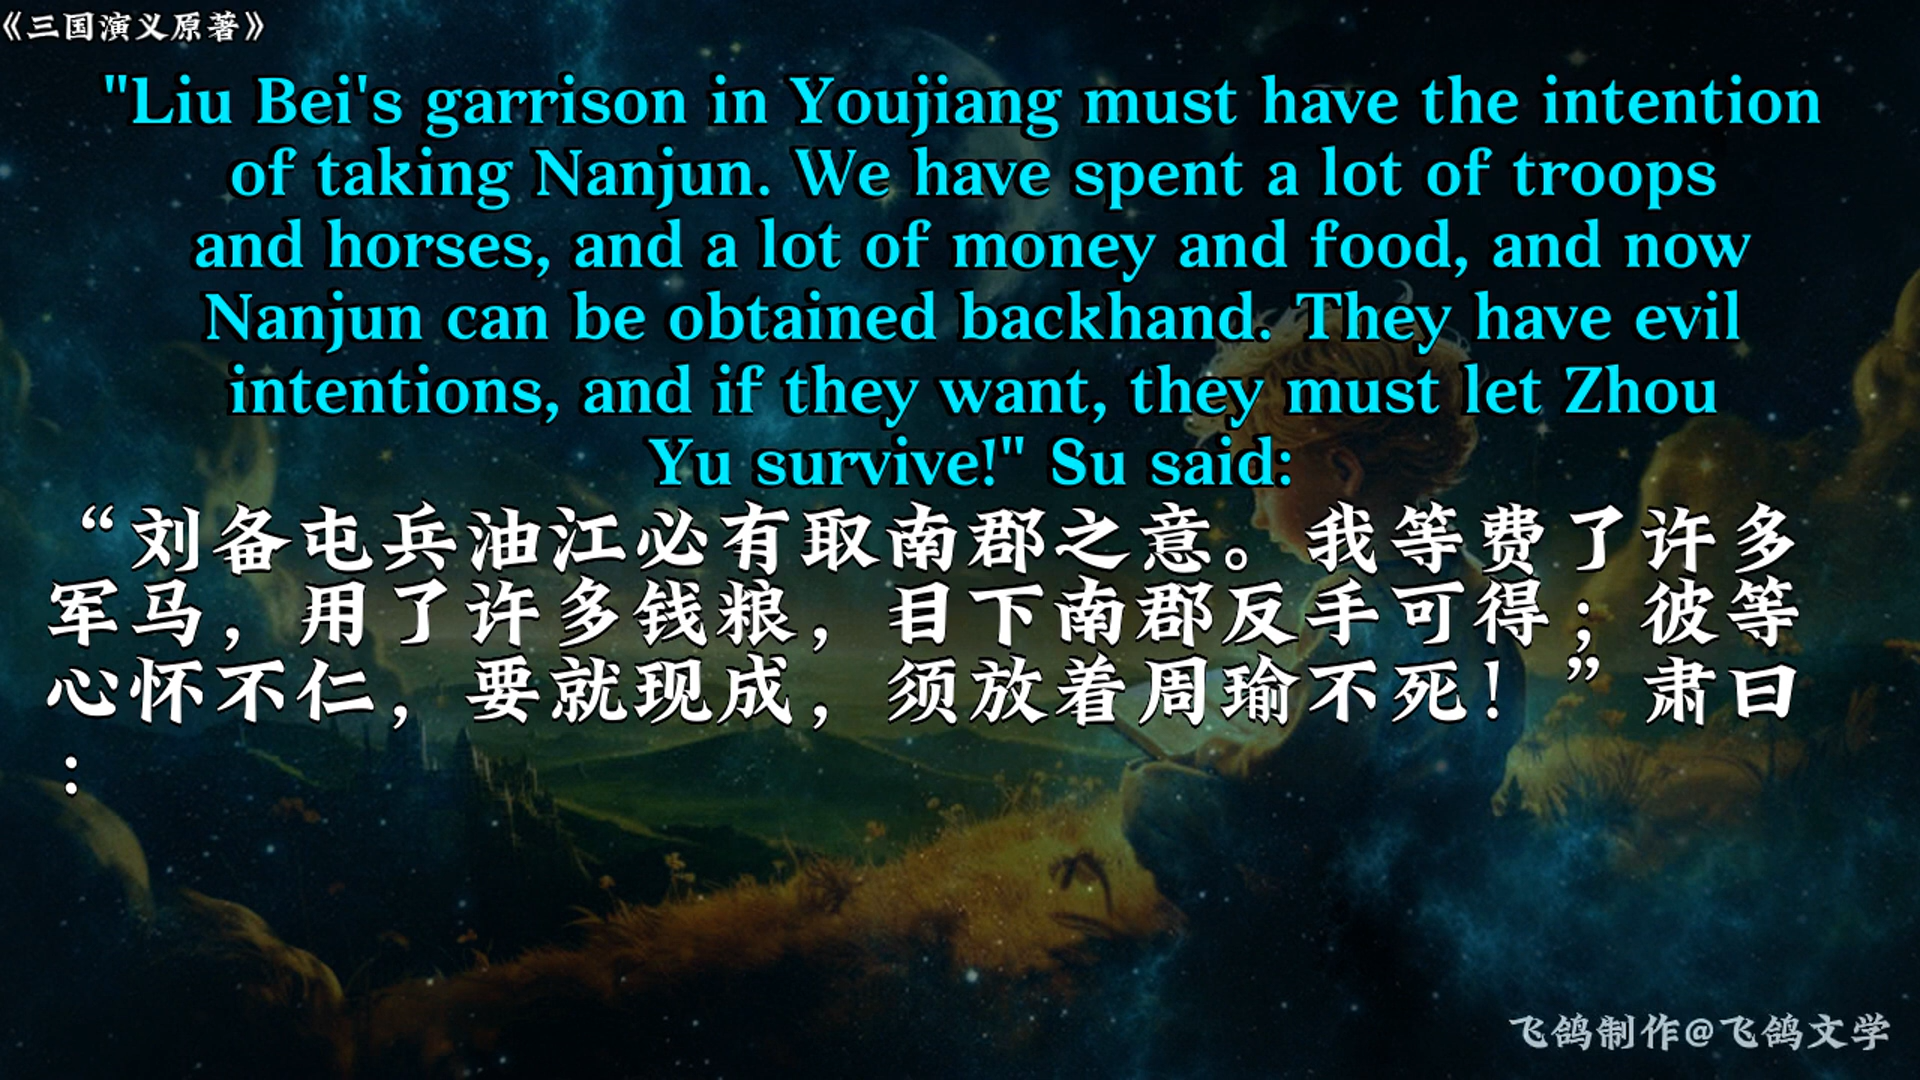 《三国演义原著》
"Liu Bei's garrison in Youjiang must have the intention
of taking Nanjun. We have spent a lot of troops
and horses, and a lot of money and food, and now
Nanjun can be obtained backhand. They have evil
intentions, and if they want, they must let Zhou
Yu survive!" Su said:
“刘备屯兵油江必有取南郡之意。我等费了许多
军马，用了许多钱粮，目下南郡反手可得；彼等
心怀不仁，要就现成，须放着周瑜不死！”肃曰
：
飞鸽制作@飞鸽文学